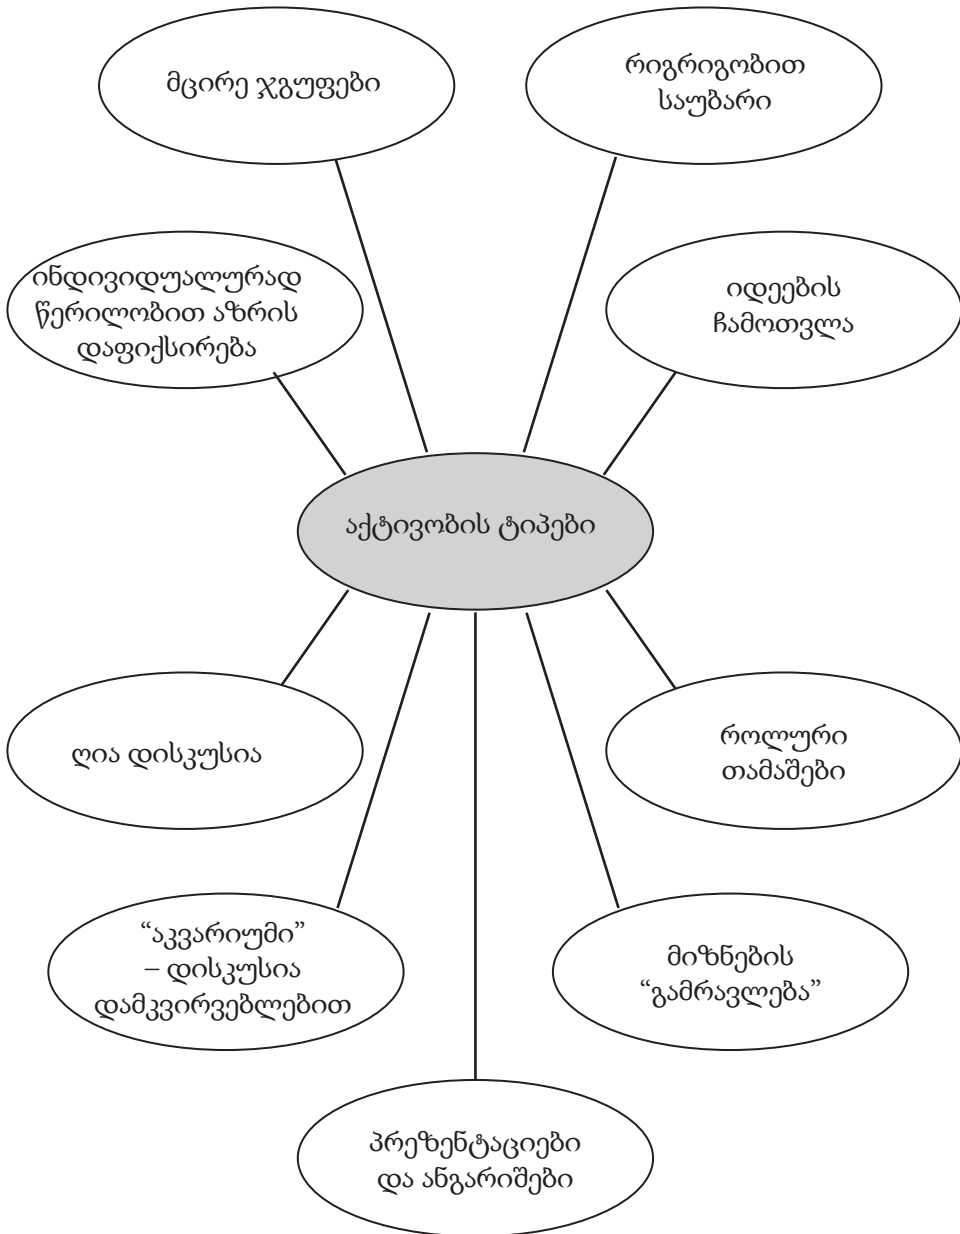 მცირე ჯგუფები
რიგრიგობით
საუბარი
ინდივიდუალურად
წერილობით აზრის
დაფიქსირება
იდეების
ჩამოთვლა
აქტივობის ტიპები
ღია დისკუსია
როლური
თამაშები
“აკვარიუმი”
– დისკუსია
დამკვირვებლებით
მიზნების
“გამრავლება”
პრეზენტაციები
და ანგარიშები